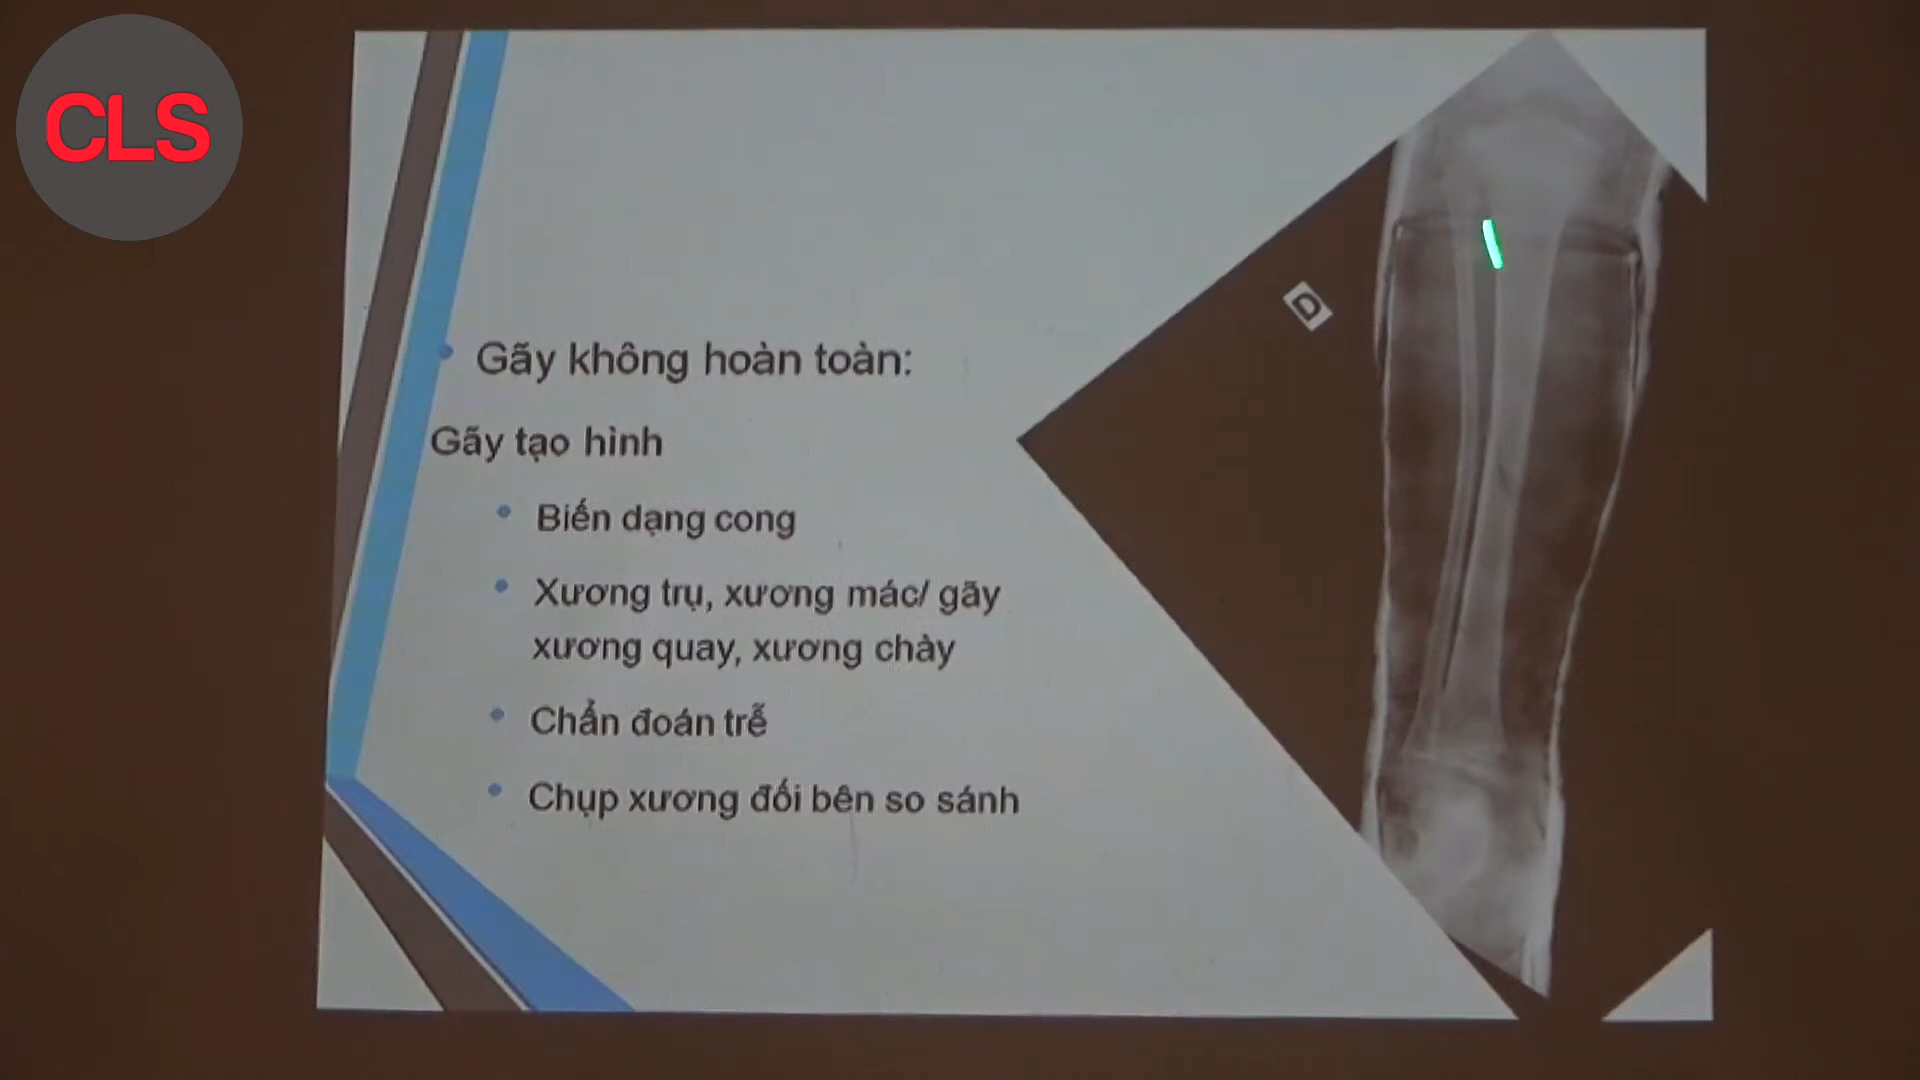 CLS
Gãy không hoàn toàn:
Gãy tạo hình
Biến dạng cong
Xương trụ, xương mác/ gãy
xương quay, xương chày
Chẩn đoán trễ
Chụp xương đối bên so sánh
D